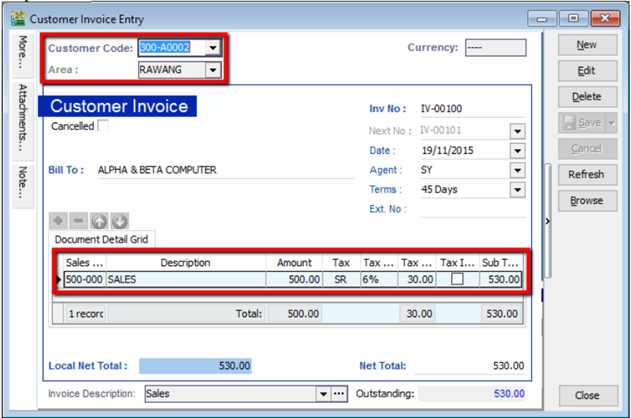 Customer Invoice Entry
More...
Attachments...
Note...
Customer Code: 300-A0002
Currency: ----
Area : RAWANG
Customer Invoice
Cancelled
Inv No : IV-00100
Next No : IV-00101
Date : 19/11/2015
Bill To : ALPHA & BETA COMPUTER
Agent : SY
Terms : 45 Days
Ext. No :
Document Detail Grid
Sales ... Description Amount Tax Tax ... Tax ... Tax I... Sub T...
500-000 SALES 500.00 SR 6% 30.00 530.00
1 recorc Total: 500.00 30.00 530.00
Local Net Total : 530.00 Net Total: 530.00
Invoice Description: Sales Outstanding: 530.00
New
Edit
Delete
Save
Cancel
Refresh
Browse
Close